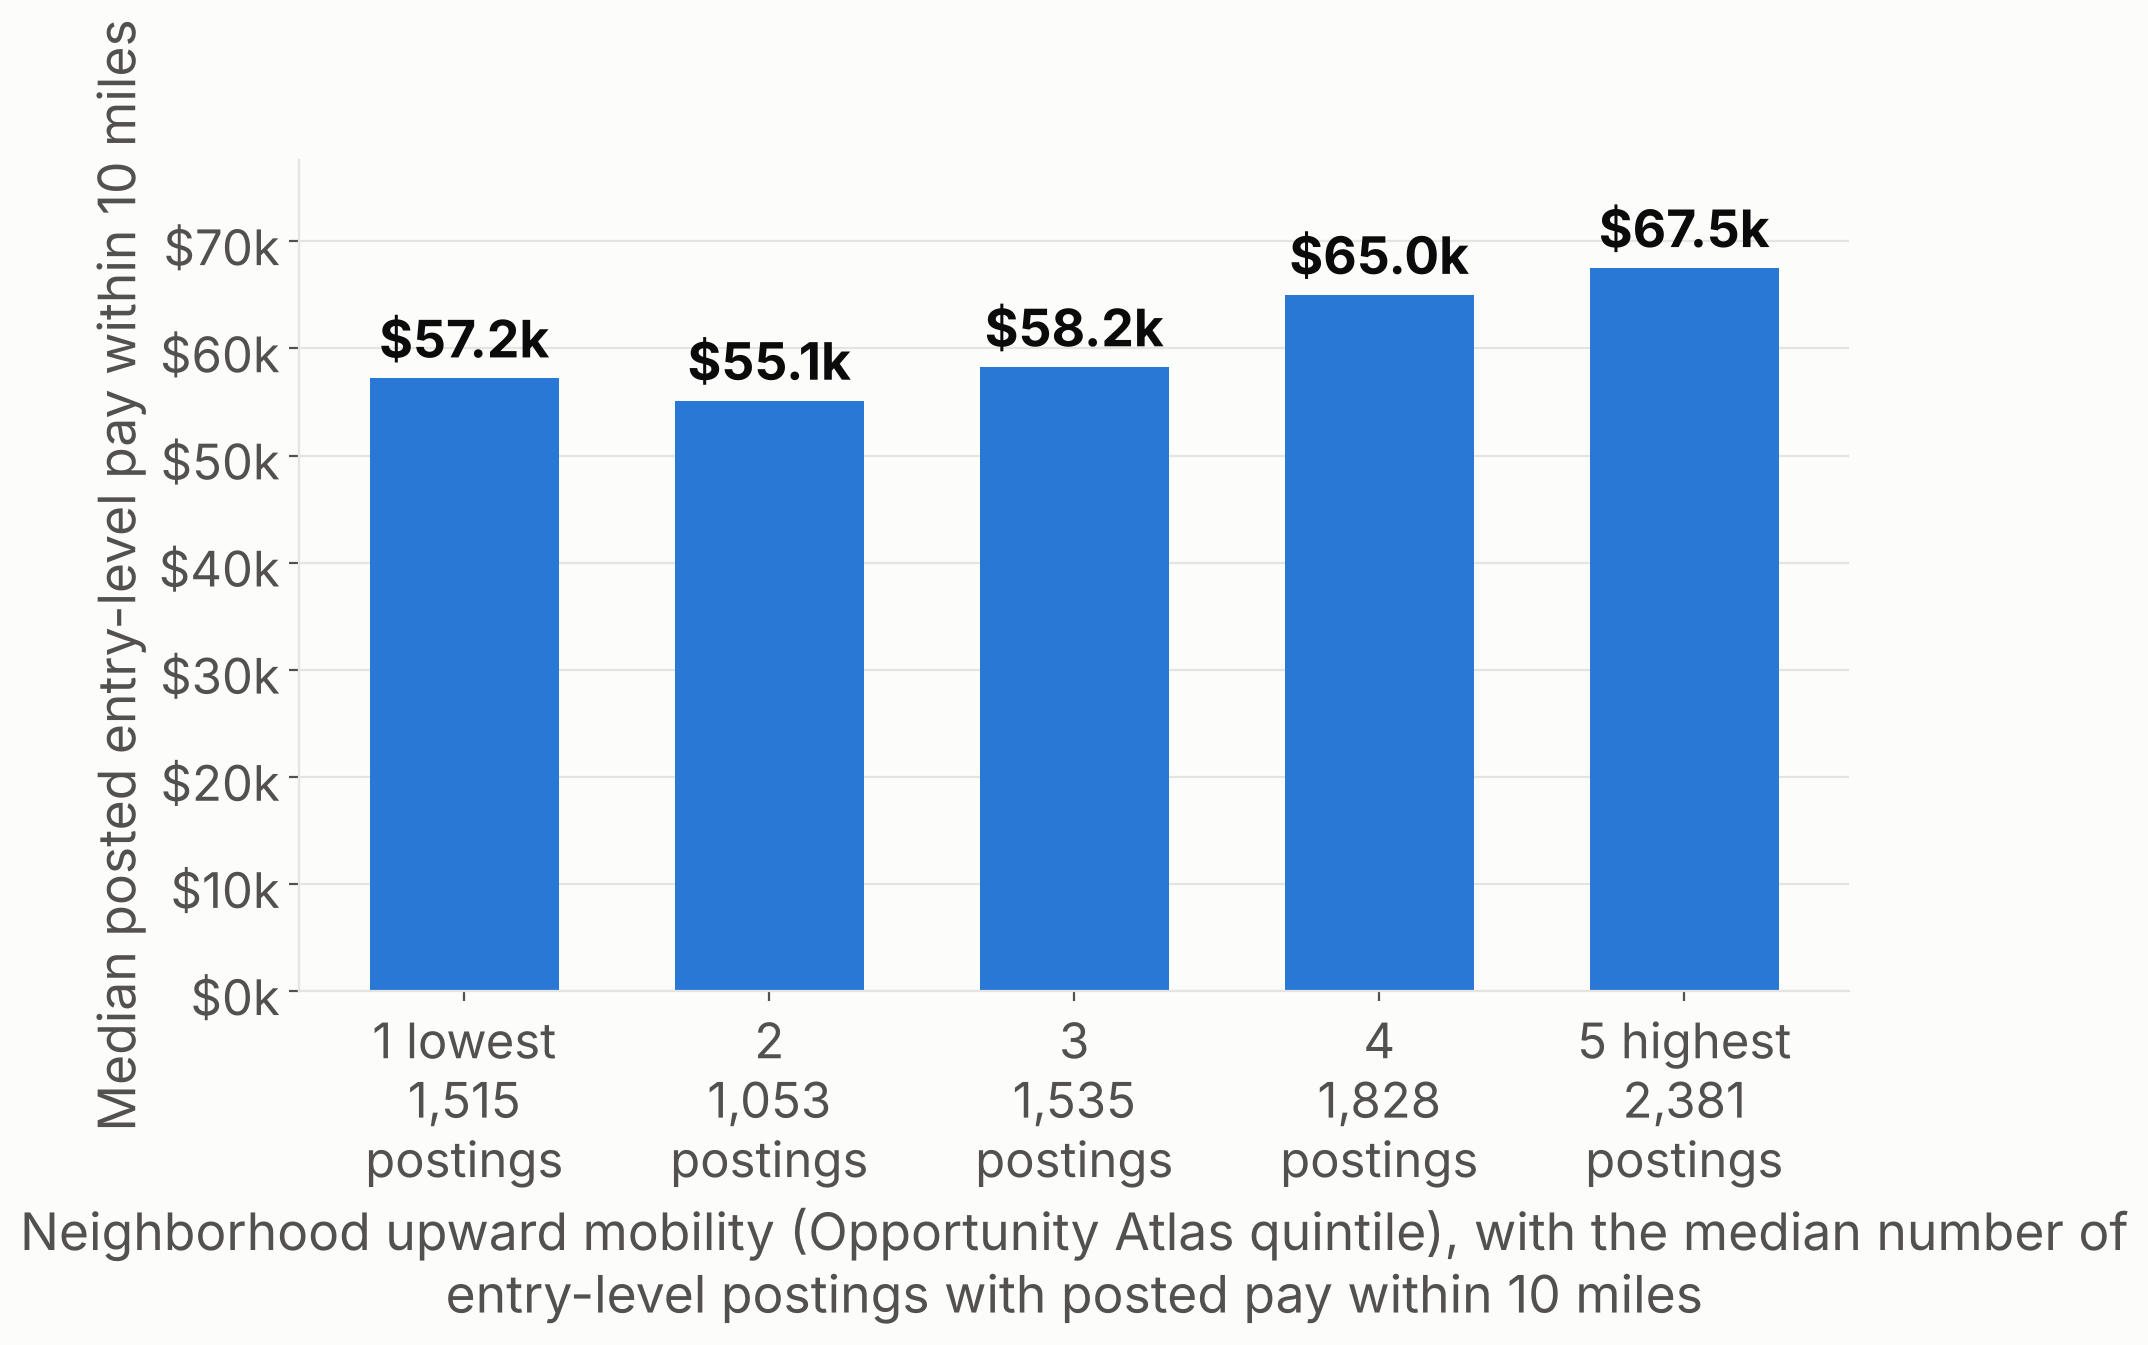 Median posted entry-level pay within 10 miles
$70k
$60k
$50k
$40k
$30k
$20k
$10k
$0k
$57.2k
$55.1k
$58.2k
$65.0k
$67.5k
1 lowest
1,515
postings
2
1,053
postings
3
1,535
postings
4
1,828
postings
5 highest
2,381
postings
Neighborhood upward mobility (Opportunity Atlas quintile), with the median number of
entry-level postings with posted pay within 10 miles